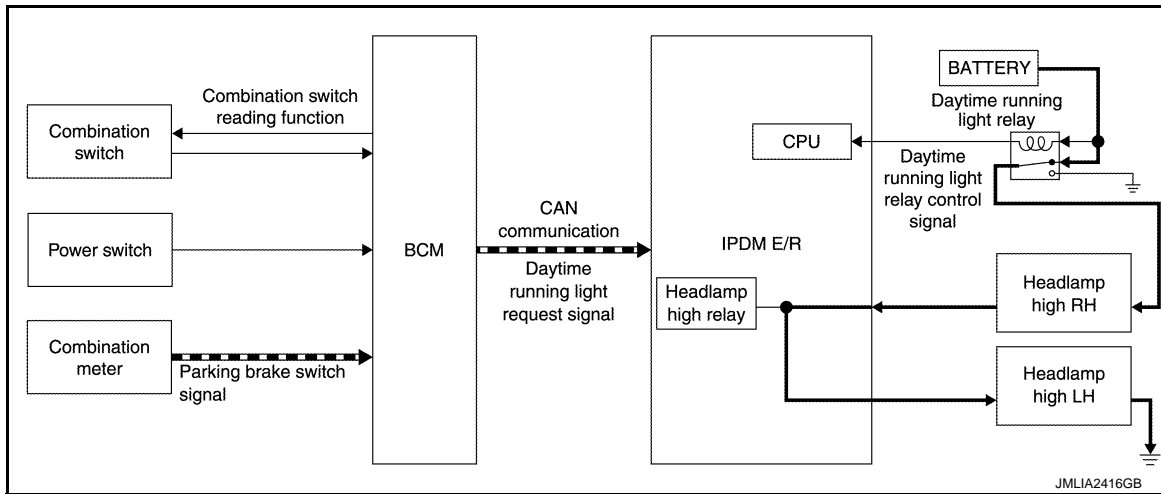 Combination
switch
Combination switch
reading function
Power switch
Combination
meter
Parking brake switch
signal
BCM
CAN
communication
Daytime
running light
request signal
IPDM E/R
CPU
Headlamp
high relay
BATTERY
Daytime running
light relay
Daytime
running light
relay control
signal
Headlamp
high RH
Headlamp
high LH
JMLIA2416GB